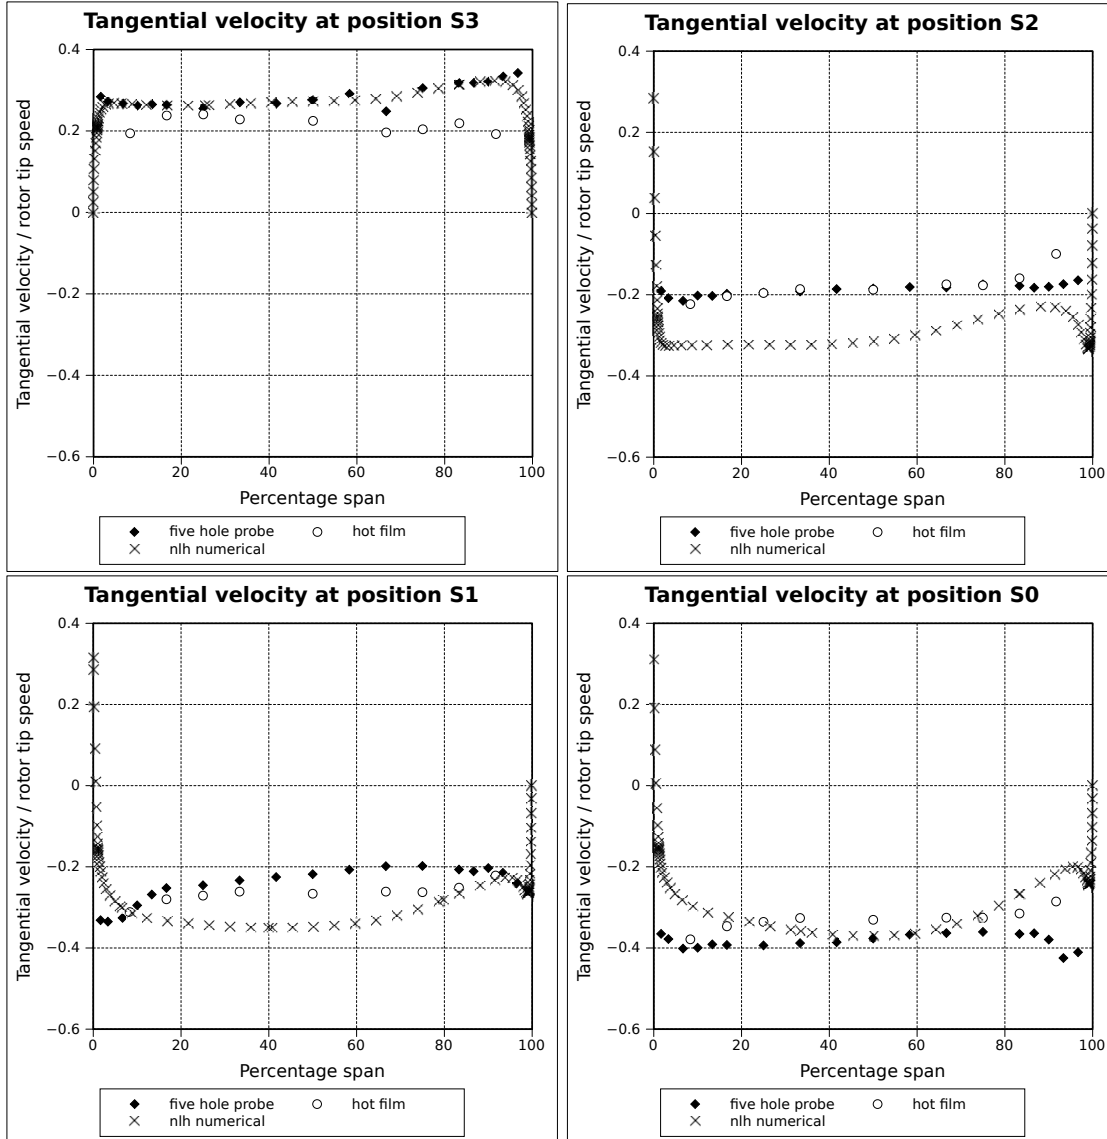 Tangential velocity at position S3
Tangential velocity / rotor tip speed
0.4
0.2
0
−0.2
−0.4
−0.6
0 20 40 60 80 100
Percentage span
five hole probe hot film
nlh numerical
Tangential velocity at position S2
Tangential velocity / rotor tip speed
0.4
0.2
0
−0.2
−0.4
−0.6
0 20 40 60 80 100
Percentage span
five hole probe hot film
nlh numerical
Tangential velocity at position S1
Tangential velocity / rotor tip speed
0.4
0.2
0
−0.2
−0.4
−0.6
0 20 40 60 80 100
Percentage span
five hole probe hot film
nlh numerical
Tangential velocity at position S0
Tangential velocity / rotor tip speed
0.4
0.2
0
−0.2
−0.4
−0.6
0 20 40 60 80 100
Percentage span
five hole probe hot film
nlh numerical